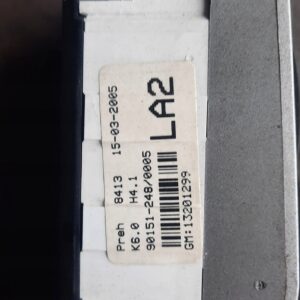 Preh 8413 15-03-2005
K6.0 H4.1
90151-248/0005
LA2
GM:13201299